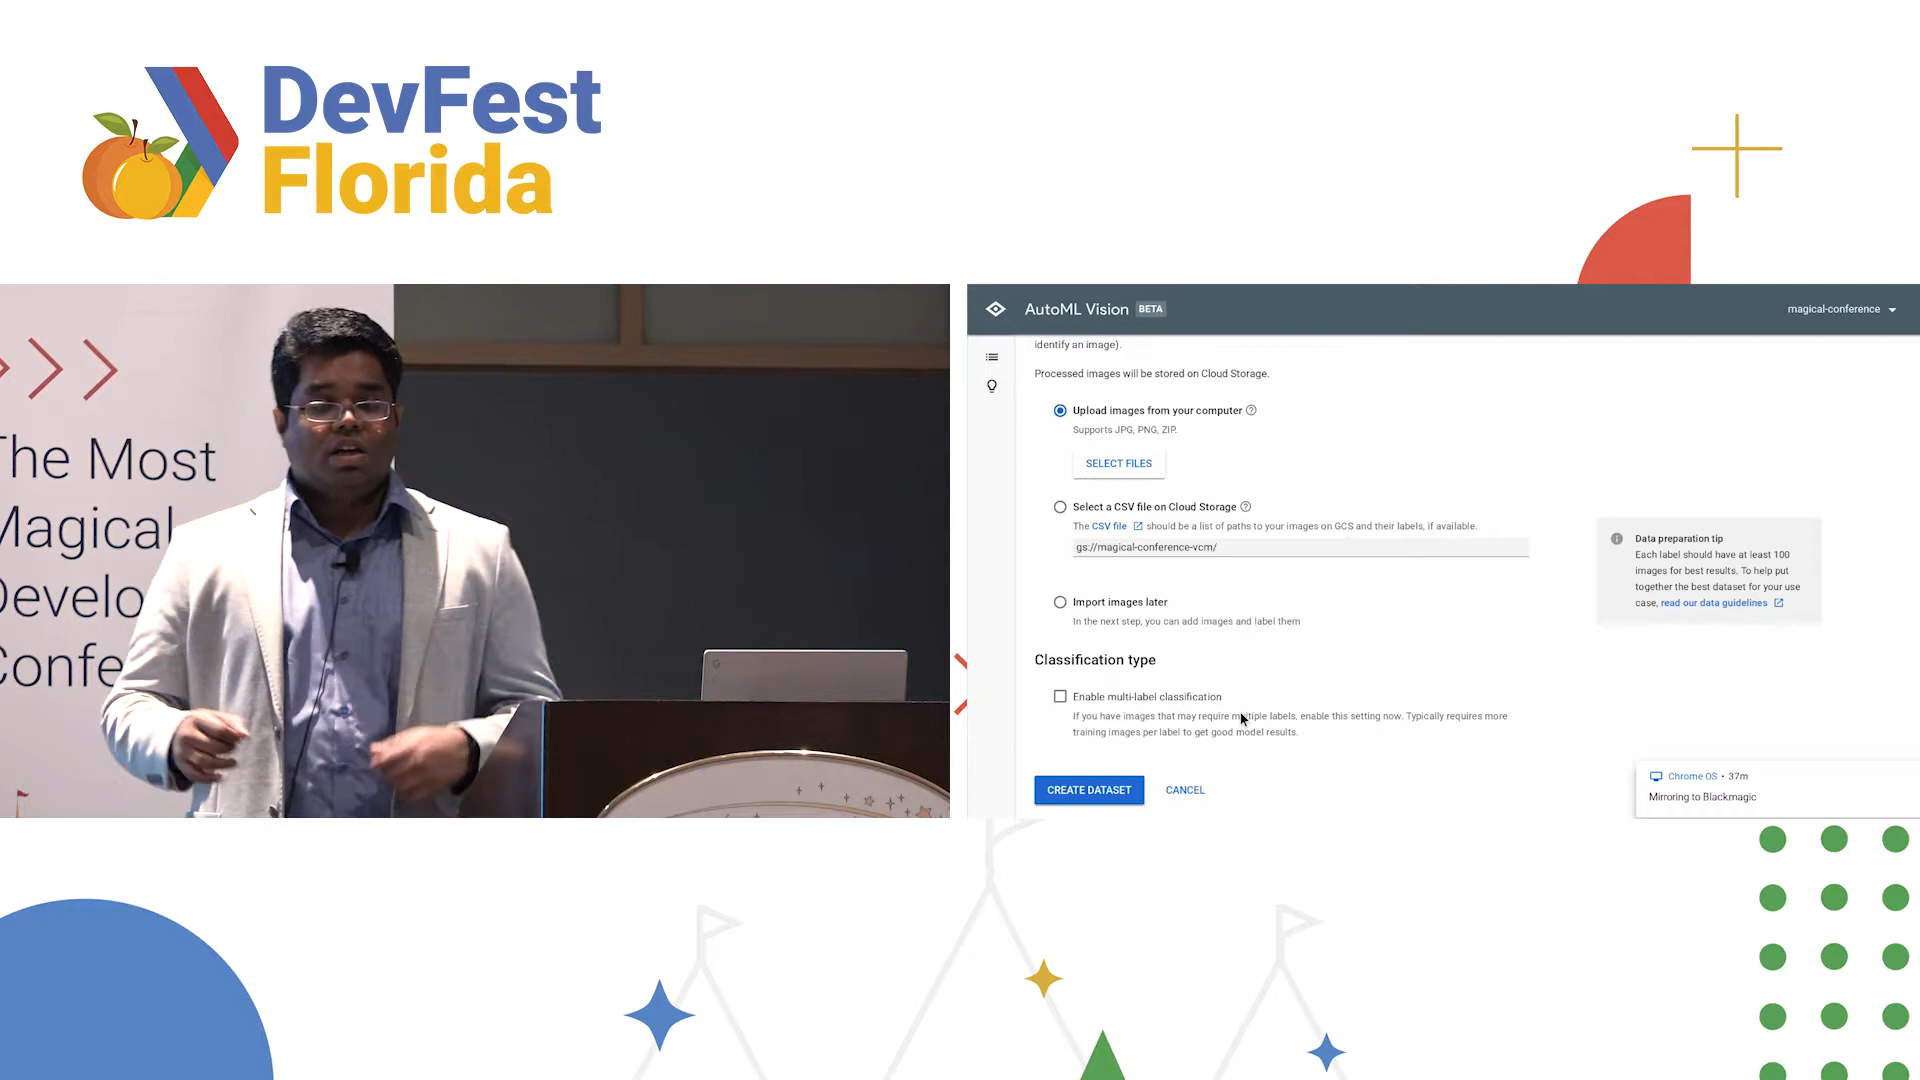 DevFest
Florida
The Most
Magical
Develo
Confe
AutoML Vision BETA
magical-conference
identify an image).
Processed images will be stored on Cloud Storage.
Upload images from your computer
Supports JPG, PNG, ZIP.
SELECT FILES
Select a CSV file on Cloud Storage
The CSV file should be a list of paths to your images on GCS and their labels, if available.
gs://magical-conference-vcm/
Import images later
In the next step, you can add images and label them
Data preparation tip
Each label should have at least 100
images for best results. To help put
together the best dataset for your use
case, read our data guidelines
Classification type
Enable multi-label classification
If you have images that may require multiple labels, enable this setting now. Typically requires more
training images per label to get good model results.
CREATE DATASET
CANCEL
Chrome OS • 37m
Mirroring to Blackmagic